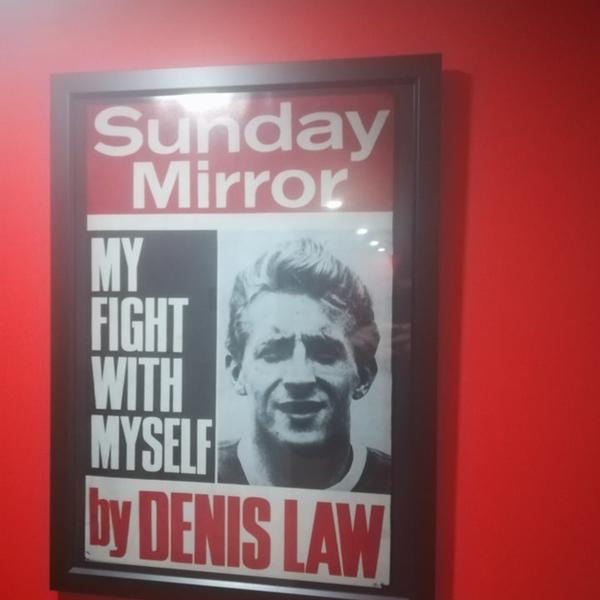 Sunday
Mirror
MY
FIGHT
WITH
MYSELF
by DENIS LAW